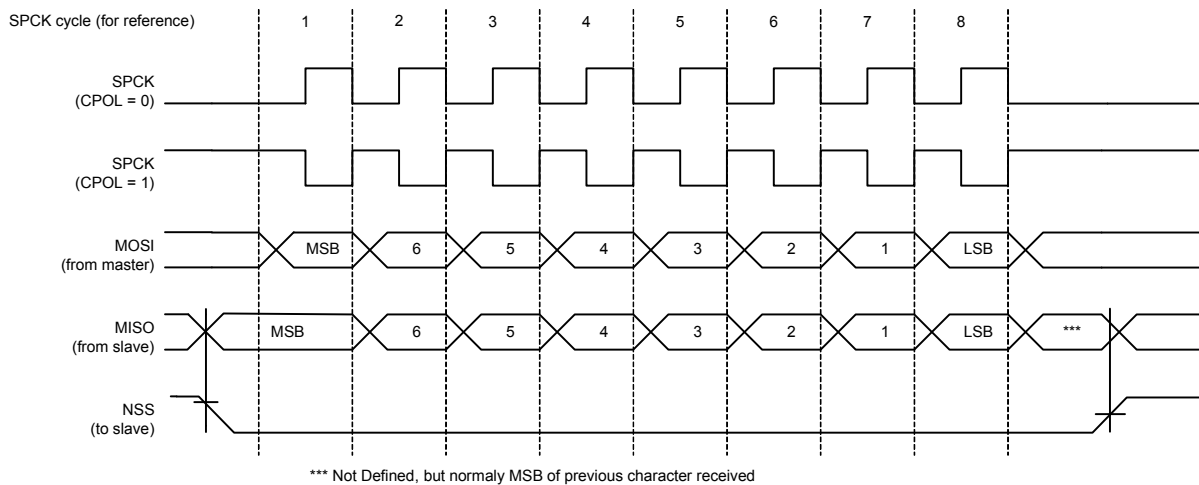 SPCK cycle (for reference) 1 2 3 4 5 6 7 8
SPCK
(CPOL = 0)
SPCK
(CPOL = 1)
MOSI
(from master)
MSB 6 5 4 3 2 1 LSB
MISO
(from slave)
MSB 6 5 4 3 2 1 LSB ***
NSS
(to slave)
*** Not Defined, but normaly MSB of previous character received